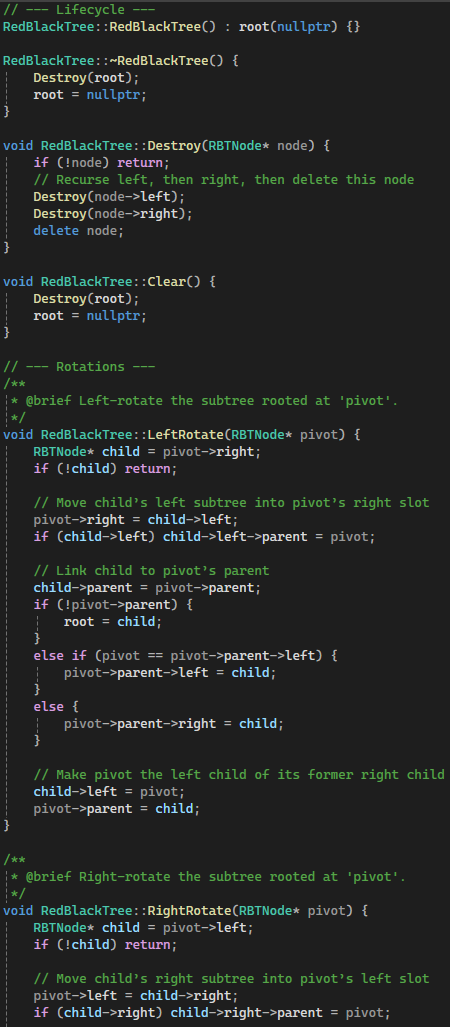 // --- Lifecycle ---
RedBlackTree::RedBlackTree() : root(nullptr) {}

RedBlackTree::~RedBlackTree() {
    Destroy(root);
    root = nullptr;
}

void RedBlackTree::Destroy(RBTNode* node) {
    if (!node) return;
    // Recurse left, then right, then delete this node
    Destroy(node->left);
    Destroy(node->right);
    delete node;
}

void RedBlackTree::Clear() {
    Destroy(root);
    root = nullptr;
}

// --- Rotations ---
/**
 * @brief Left-rotate the subtree rooted at 'pivot'.
 */
void RedBlackTree::LeftRotate(RBTNode* pivot) {
    RBTNode* child = pivot->right;
    if (!child) return;

    // Move child’s left subtree into pivot’s right slot
    pivot->right = child->left;
    if (child->left) child->left->parent = pivot;

    // Link child to pivot’s parent
    child->parent = pivot->parent;
    if (!pivot->parent) {
        root = child;
    }
    else if (pivot == pivot->parent->left) {
        pivot->parent->left = child;
    }
    else {
        pivot->parent->right = child;
    }

    // Make pivot the left child of its former right child
    child->left = pivot;
    pivot->parent = child;
}

/**
 * @brief Right-rotate the subtree rooted at 'pivot'.
 */
void RedBlackTree::RightRotate(RBTNode* pivot) {
    RBTNode* child = pivot->left;
    if (!child) return;

    // Move child’s right subtree into pivot’s left slot
    pivot->left = child->right;
    if (child->right) child->right->parent = pivot;